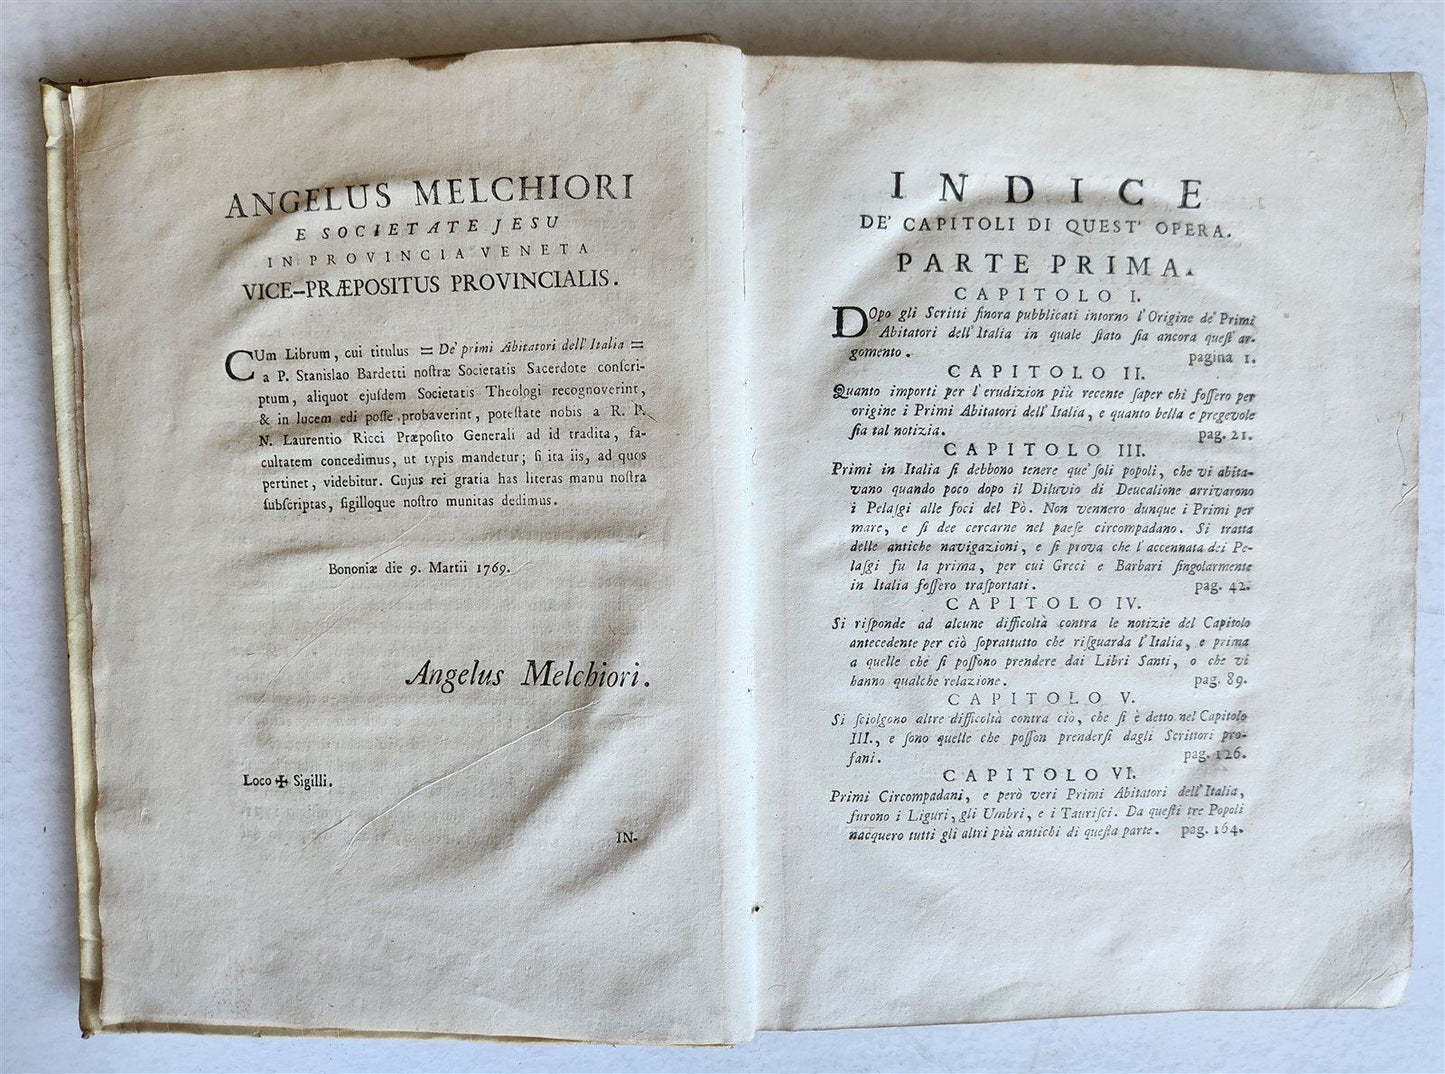 ANGELUS MELCHIORI
E SOCIETATE JESU
IN PROVINCIA VENETA
VICE-PRÆPOSITUS PROVINCIALIS.
CUm Librum, cui titulus = De' primi Abitatori dell' Italia =
a P. Stanislao Bardetti noſtræ Societatis Sacerdote conſcri-
ptum, aliquot ejuſdem Societatis Theologi recognoverint,
& in lucem edi poſſe probaverint, poteſtate nobis a R. P.
N. Laurentio Ricci Præpoſito Generali ad id tradita, fa-
cultatem concedimus, ut typis mandetur; ſi ita iis, ad quos
pertinet, videbitur. Cujus rei gratia has literas manu noſtra
ſubſcriptas, ſigilloque noſtro munitas dedimus.
Bononiæ die 9. Martii 1769.
Angelus Melchiori.
Loco ✠ Sigilli.
IN-
INDICE
DE' CAPITOLI DI QUEST' OPERA.
PARTE PRIMA.
CAPITOLO I.
DOpo gli Scritti finora pubblicati intorno l'Origine de' Primi
Abitatori dell'Italia in quale ſtato ſia ancora queſt' ar-
gomento. pagina 1.
CAPITOLO II.
Quanto importi per l'erudizion più recente ſaper chi foſſero per
origine i Primi Abitatori dell'Italia, e quanto bella e pregevole
ſia tal notizia. pag. 21.
CAPITOLO III.
Primi in Italia ſi debbono tenere que' ſoli popoli, che vi abita-
vano quando poco dopo il Diluvio di Deucalione arrivarono
i Pelaſgi alle foci del Pò. Non vennero dunque i Primi per
mare, e ſi dee cercarne nel paeſe circompadano. Si tratta
delle antiche navigazioni, e ſi prova che l'accennata dei Pe-
laſgi fu la prima, per cui Greci e Barbari ſingolarmente
in Italia foſſero traſportati. pag. 42.
CAPITOLO IV.
Si riſponde ad alcune difficoltà contra le notizie del Capitolo
antecedente per ciò ſoprattutto che riſguarda l'Italia, e prima
a quelle che ſi poſſono prendere dai Libri Santi, o che vi
hanno qualche relazione. pag. 89.
CAPITOLO V.
Si ſciolgono altre difficoltà contra ciò, che ſi è detto nel Capitolo
III., e ſono quelle che poſſon prenderſi dagli Scrittori pro-
fani. pag. 126.
CAPITOLO VI.
Primi Circompadani, e però veri Primi Abitatori dell'Italia,
furono i Liguri, gli Umbri, e i Tauriſci. Da queſti tre Popoli
nacquero tutti gli altri più antichi di queſta parte. pag. 164.